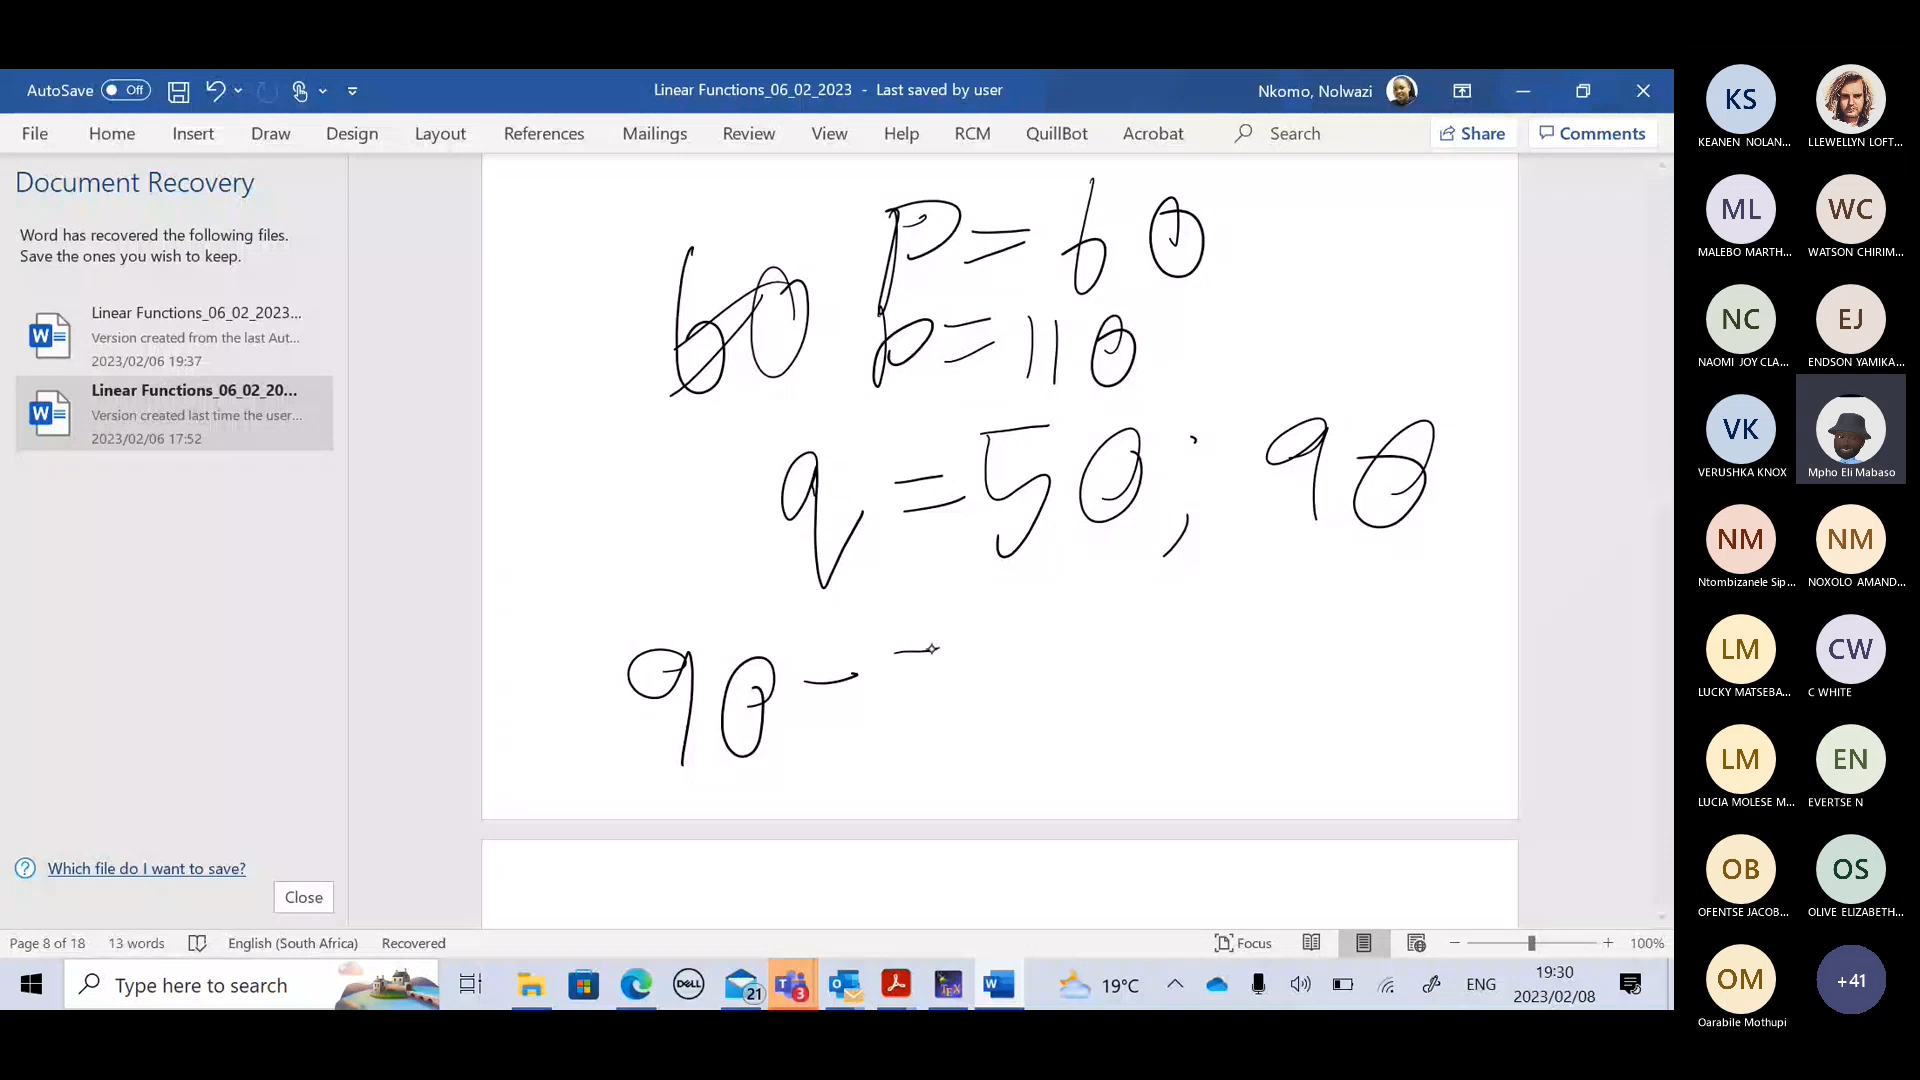 AutoSave Off
Linear Functions_06_02_2023 - Last saved by user
Nkomo, Nolwazi
File Home Insert Draw Design Layout References Mailings Review View Help RCM QuillBot Acrobat Search Share Comments
Document Recovery
Word has recovered the following files.
Save the ones you wish to keep.
Linear Functions_06_02_2023...
Version created from the last Aut...
2023/02/06 19:37
Linear Functions_06_02_20...
Version created last time the user...
2023/02/06 17:52
Which file do I want to save?
Close
60
P = 60
p = 110
q = 50 ; 90
90 -
Page 8 of 18 13 words English (South Africa) Recovered Focus 100%
Type here to search
21
3
19°C
ENG
19:30
2023/02/08
KS
KEANEN NOLAN...
LLEWELLYN LOFT...
ML
MALEBO MARTH...
WC
WATSON CHIRIM...
NC
NAOMI JOY CLA...
EJ
ENDSON YAMIKA...
VK
VERUSHKA KNOX
Mpho Eli Mabaso
NM
Ntombizanele Sip...
NM
NOXOLO AMAND...
LM
LUCKY MATSEBA...
CW
C WHITE
LM
LUCIA MOLESE M...
EN
EVERTSE N
OB
OFENTSE JACOB...
OS
OLIVE ELIZABETH...
OM
Oarabile Mothupi
+41